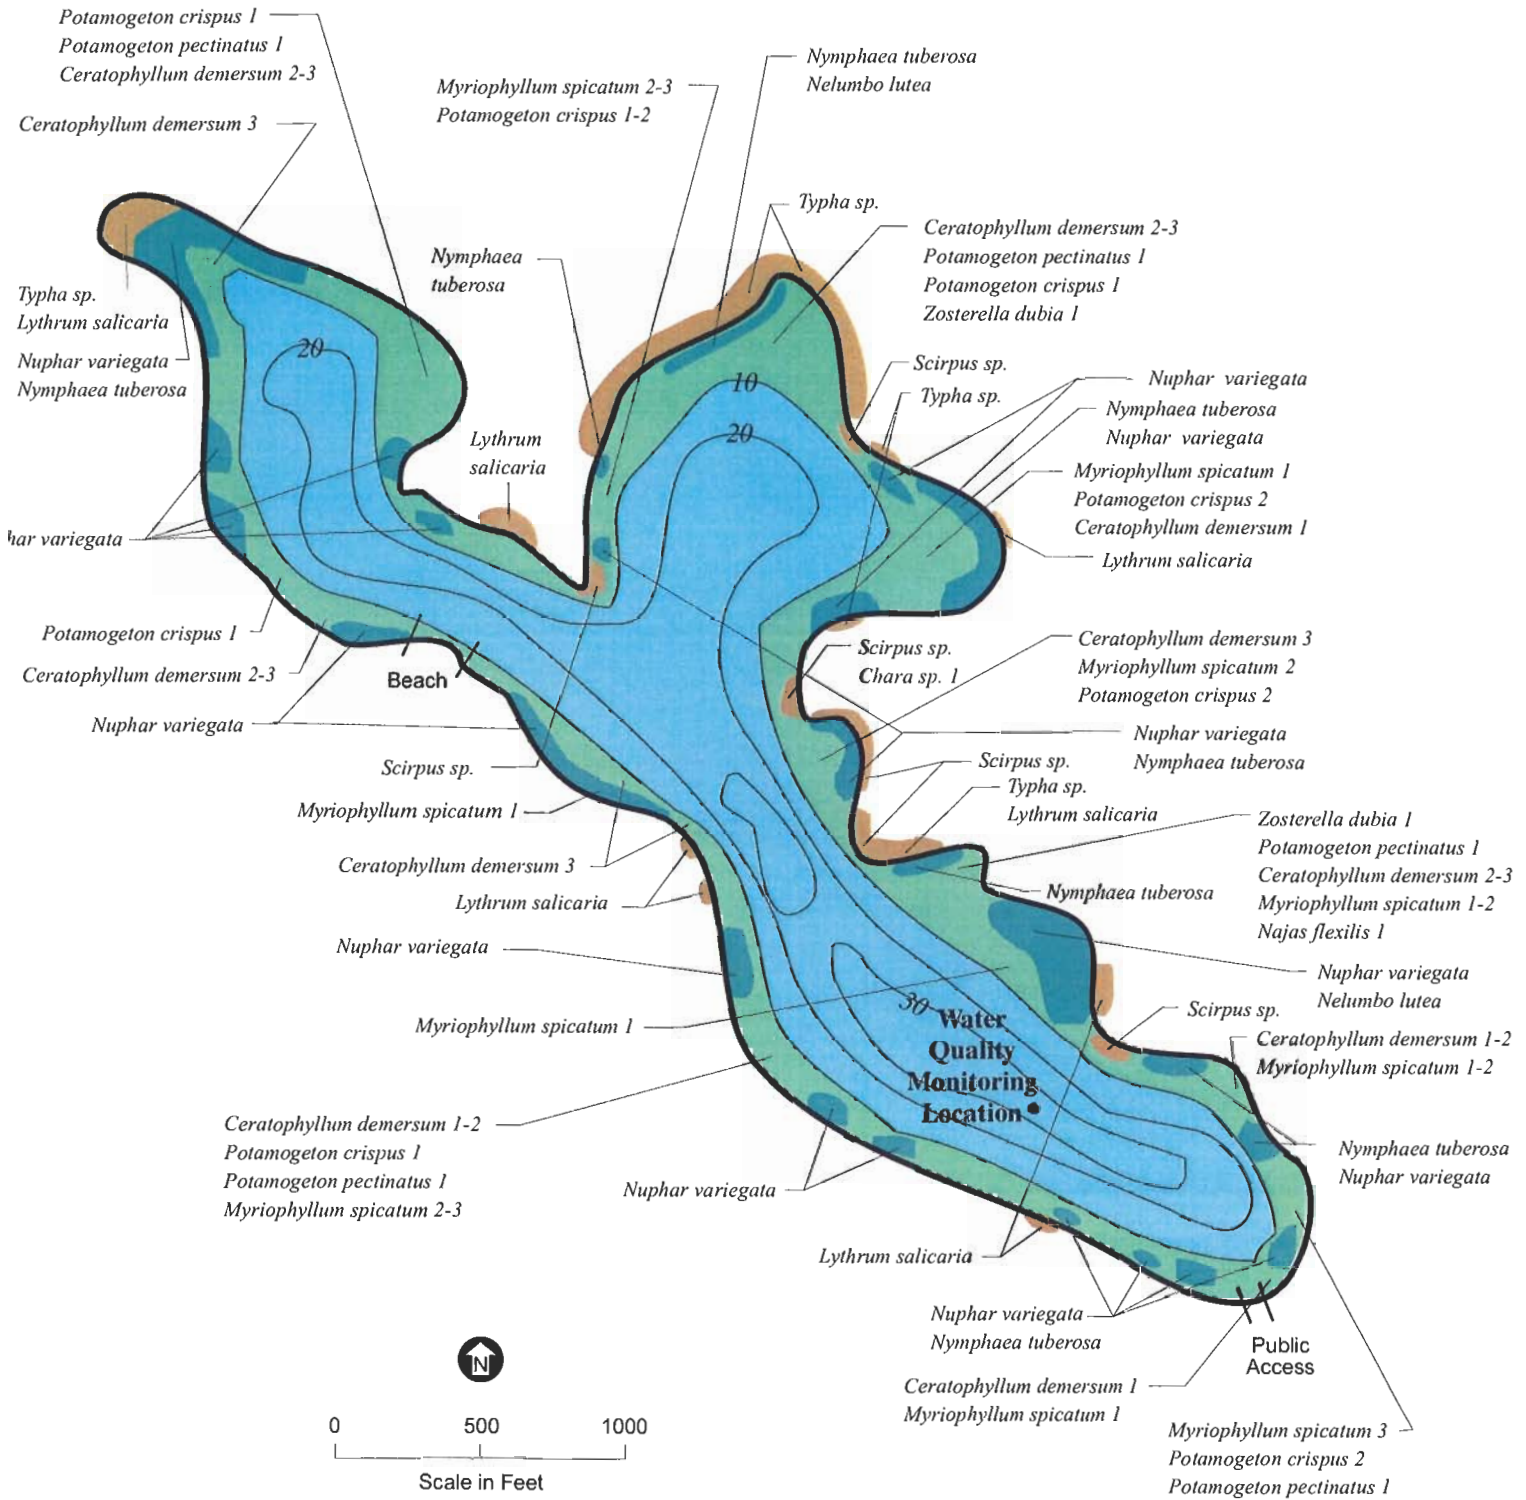 Potamogeton crispus 1
Potamogeton pectinatus 1
Ceratophyllum demersum 2-3
Myriophyllum spicatum 2-3
Potamogeton crispus 1-2
Nymphaea tuberosa
Nelumbo lutea
Ceratophyllum demersum 3
Typha sp.
Ceratophyllum demersum 2-3
Potamogeton pectinatus 1
Potamogeton crispus 1
Zosterella dubia 1
Nymphaea
tuberosa
Typha sp.
Lythrum salicaria
Nuphar variegata
Nymphaea tuberosa
20
10
20
Scirpus sp.
Typha sp.
Nuphar variegata
Nymphaea tuberosa
Nuphar variegata
Lythrum
salicaria
Myriophyllum spicatum 1
Potamogeton crispus 2
Ceratophyllum demersum 1
Lythrum salicaria
har variegata
Potamogeton crispus 1
Ceratophyllum demersum 2-3
Beach
Nuphar variegata
Scirpus sp.
Chara sp. 1
Ceratophyllum demersum 3
Myriophyllum spicatum 2
Potamogeton crispus 2
Nuphar variegata
Nymphaea tuberosa
Scirpus sp.
Scirpus sp.
Typha sp.
Lythrum salicaria
Myriophyllum spicatum 1
Zosterella dubia 1
Potamogeton pectinatus 1
Ceratophyllum demersum 2-3
Myriophyllum spicatum 1-2
Najas flexilis 1
Ceratophyllum demersum 3
Lythrum salicaria
Nymphaea tuberosa
Nuphar variegata
Nuphar variegata
Nelumbo lutea
Myriophyllum spicatum 1
30
Water
Quality
Monitoring
Location
Scirpus sp.
Ceratophyllum demersum 1-2
Myriophyllum spicatum 1-2
Ceratophyllum demersum 1-2
Potamogeton crispus 1
Potamogeton pectinatus 1
Myriophyllum spicatum 2-3
Nuphar variegata
Nymphaea tuberosa
Nuphar variegata
Lythrum salicaria
Nuphar variegata
Nymphaea tuberosa
Public
Access
Ceratophyllum demersum 1
Myriophyllum spicatum 1
Myriophyllum spicatum 3
Potamogeton crispus 2
Potamogeton pectinatus 1
N
0 500 1000
Scale in Feet